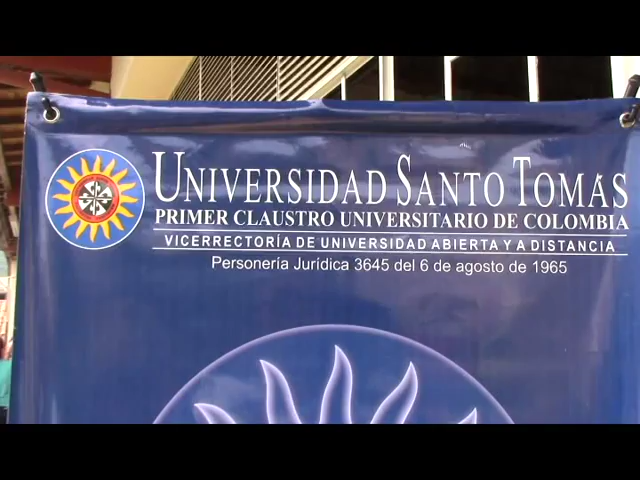 UNIVERSIDAD SANTO TOMÁS
PRIMER CLAUSTRO UNIVERSITARIO DE COLOMBIA
VICERRECTORÍA DE UNIVERSIDAD ABIERTA Y A DISTANCIA
Personería Jurídica 3645 del 6 de agosto de 1965